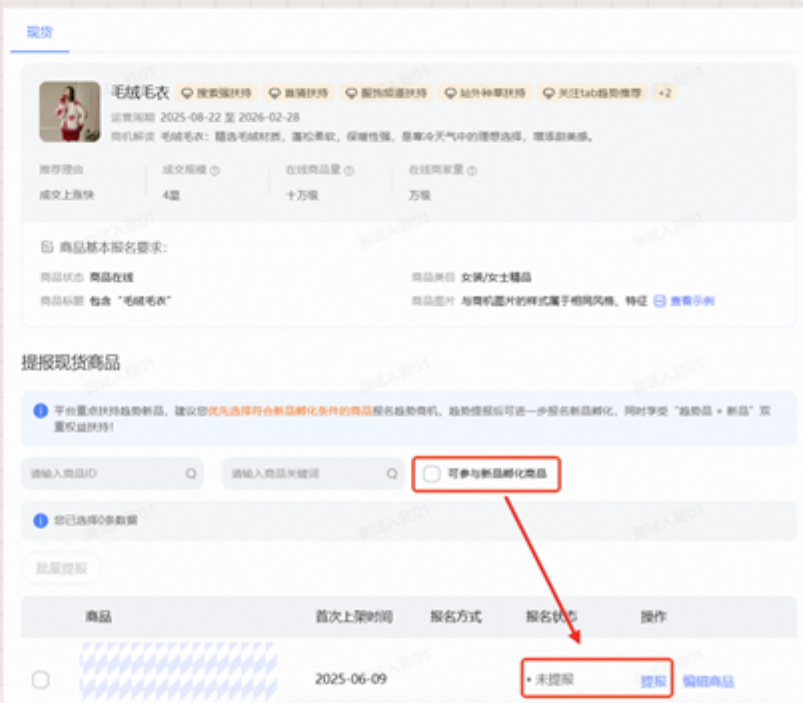 现货
毛绒毛衣 搜索强扶持 首猜扶持 服饰频道扶持 站外种草扶持 关注tab趋势推荐 +2
运营周期 2025-08-22 至 2026-02-28
商机解读 毛绒毛衣：精选毛绒材质，蓬松柔软，保暖性强，是寒冷天气中的理想选择，增添甜美感。
推荐理由 成交规模 在线商品量 在线商家量
成交上涨快 4星 十万级 万级
商品基本报名要求：
商品状态 商品在线 商品类目 女装/女士精品
商品标题 包含“毛绒毛衣” 商品图片 与商机图片的样式属于相同风格、特征 查看示例
提报现货商品
平台重点扶持趋势新品，建议您优先选择符合新品孵化条件的商品报名趋势商机，趋势提报后可进一步报名新品孵化，同时享受“趋势品 + 新品”双
重权益扶持！
请输入商品ID 请输入商品关键词 可参与新品孵化商品
您已选择0条数据
批量提报
商品 首次上架时间 报名方式 报名状态 操作
2025-06-09 未提报 提报 编辑商品